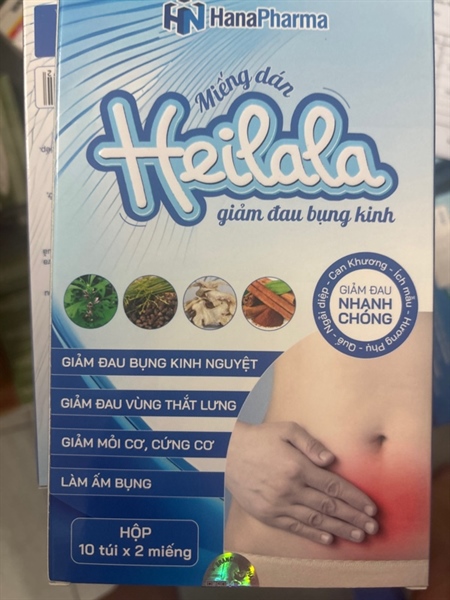 HN HanaPharma
Miếng dán
Heilala
giảm đau bụng kinh
Ngải diệp - Can Khương - Ích mẫu - Hương Phụ - Quế
GIẢM ĐAU
NHANH
CHÓNG
GIẢM ĐAU BỤNG KINH NGUYỆT
GIẢM ĐAU VÙNG THẮT LƯNG
GIẢM MỎI CƠ, CỨNG CƠ
LÀM ẤM BỤNG
HỘP
10 túi x 2 miếng